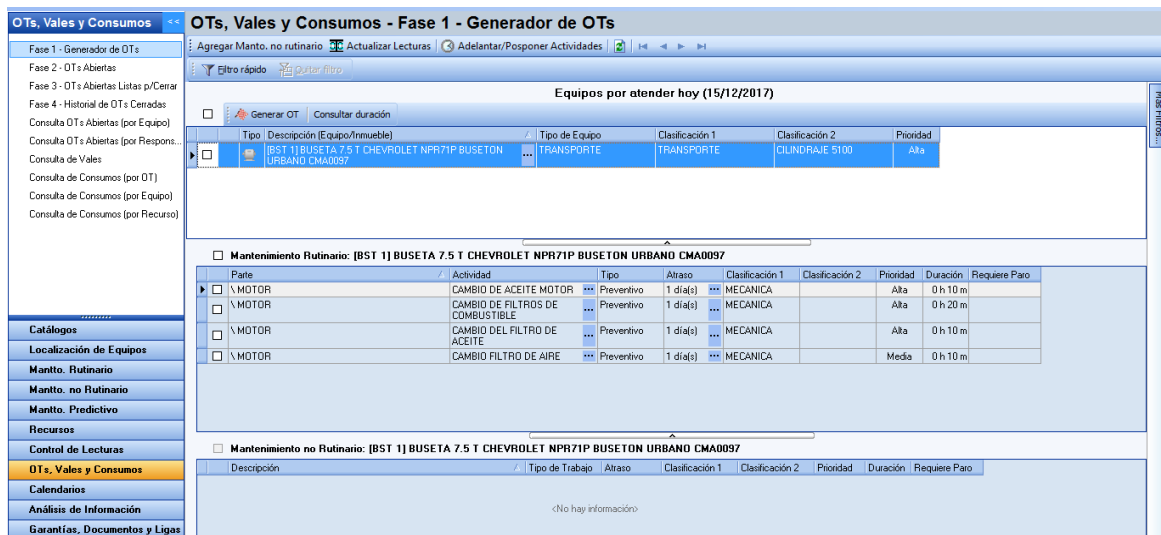 OTs, Vales y Consumos <<
Fase 1 - Generador de OTs
Fase 2 - OTs Abiertas
Fase 3 - OTs Abiertas Listas p/Cerrar
Fase 4 - Historial de OTs Cerradas
Consulta OTs Abiertas (por Equipo)
Consulta OTs Abiertas (por Respons...
Consulta de Vales
Consulta de Consumos (por OT)
Consulta de Consumos (por Equipo)
Consulta de Consumos (por Recurso)
Catálogos
Localización de Equipos
Mantto. Rutinario
Mantto. no Rutinario
Mantto. Predictivo
Recursos
Control de Lecturas
OTs, Vales y Consumos
Calendarios
Análisis de Información
Garantías, Documentos y Ligas
OTs, Vales y Consumos - Fase 1 - Generador de OTs
Agregar Manto. no rutinario Actualizar Lecturas Adelantar/Posponer Actividades
Filtro rápido Quitar filtro
Equipos por atender hoy (15/12/2017)
Generar OT Consultar duración
Tipo Descripción (Equipo/Inmueble) Tipo de Equipo Clasificación 1 Clasificación 2 Prioridad
[BST 1] BUSETA 7.5 T CHEVROLET NPR71P BUSETON ... TRANSPORTE TRANSPORTE CILINDRAJE 5100 Alta
URBANO CMA0097
Mantenimiento Rutinario: [BST 1] BUSETA 7.5 T CHEVROLET NPR71P BUSETON URBANO CMA0097
Parte Actividad Tipo Atraso Clasificación 1 Clasificación 2 Prioridad Duración Requiere Paro
\ MOTOR CAMBIO DE ACEITE MOTOR ... Preventivo 1 día(s) ... MECANICA Alta 0 h 10 m
\ MOTOR CAMBIO DE FILTROS DE ... Preventivo 1 día(s) ... MECANICA Alta 0 h 20 m
COMBUSTIBLE
\ MOTOR CAMBIO DEL FILTRO DE ... Preventivo 1 día(s) ... MECANICA Alta 0 h 10 m
ACEITE
\ MOTOR CAMBIO FILTRO DE AIRE ... Preventivo 1 día(s) ... MECANICA Media 0 h 10 m
Mantenimiento no Rutinario: [BST 1] BUSETA 7.5 T CHEVROLET NPR71P BUSETON URBANO CMA0097
Descripción Tipo de Trabajo Atraso Clasificación 1 Clasificación 2 Prioridad Duración Requiere Paro
<No hay información>
Más Filtros...